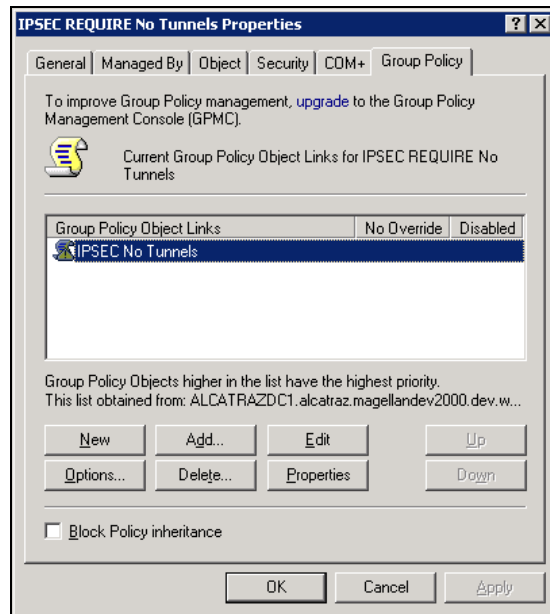 IPSEC REQUIRE No Tunnels Properties
General Managed By Object Security COM+ Group Policy
To improve Group Policy management, upgrade to the Group Policy
Management Console (GPMC).
Current Group Policy Object Links for IPSEC REQUIRE No
Tunnels
Group Policy Object Links No Override Disabled
IPSEC No Tunnels
Group Policy Objects higher in the list have the highest priority.
This list obtained from: ALCATRAZDC1.alcatraz.magellandev2000.dev.w...
New Add... Edit Up
Options... Delete... Properties Down
Block Policy inheritance
OK Cancel Apply